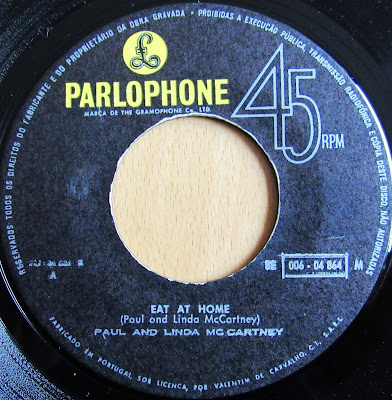 RESERVADOS TODOS OS DIREITOS DO FABRICANTE E DO PROPRIETÁRIO DA OBRA GRAVADA • PROIBIDAS A EXECUÇÃO PÚBLICA, TRANSMISSÃO RADIOFÓNICA E CÓPIA DESTE DISCO, NÃO AUTORIZADAS
£
PARLOPHONE
MARCA DE THE GRAMOPHONE Co., LTD.
45
RPM
A
8E 006 - 04 864 M
EAT AT HOME
(Paul and Linda McCartney)
PAUL AND LINDA MC CARTNEY
FABRICADO EM PORTUGAL, SOB LICENÇA, POR VALENTIM DE CARVALHO, C. I., S.A.R.L.